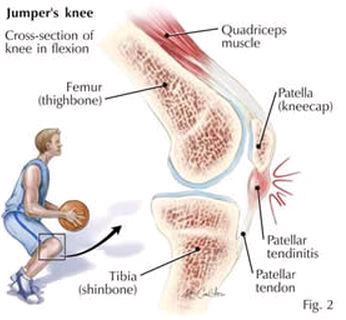 Jumper's knee
Cross-section of
knee in flexion
Quadriceps
muscle
Femur
(thighbone)
Patella
(kneecap)
Patellar
tendinitis
Tibia
(shinbone)
Patellar
tendon
Fig. 2